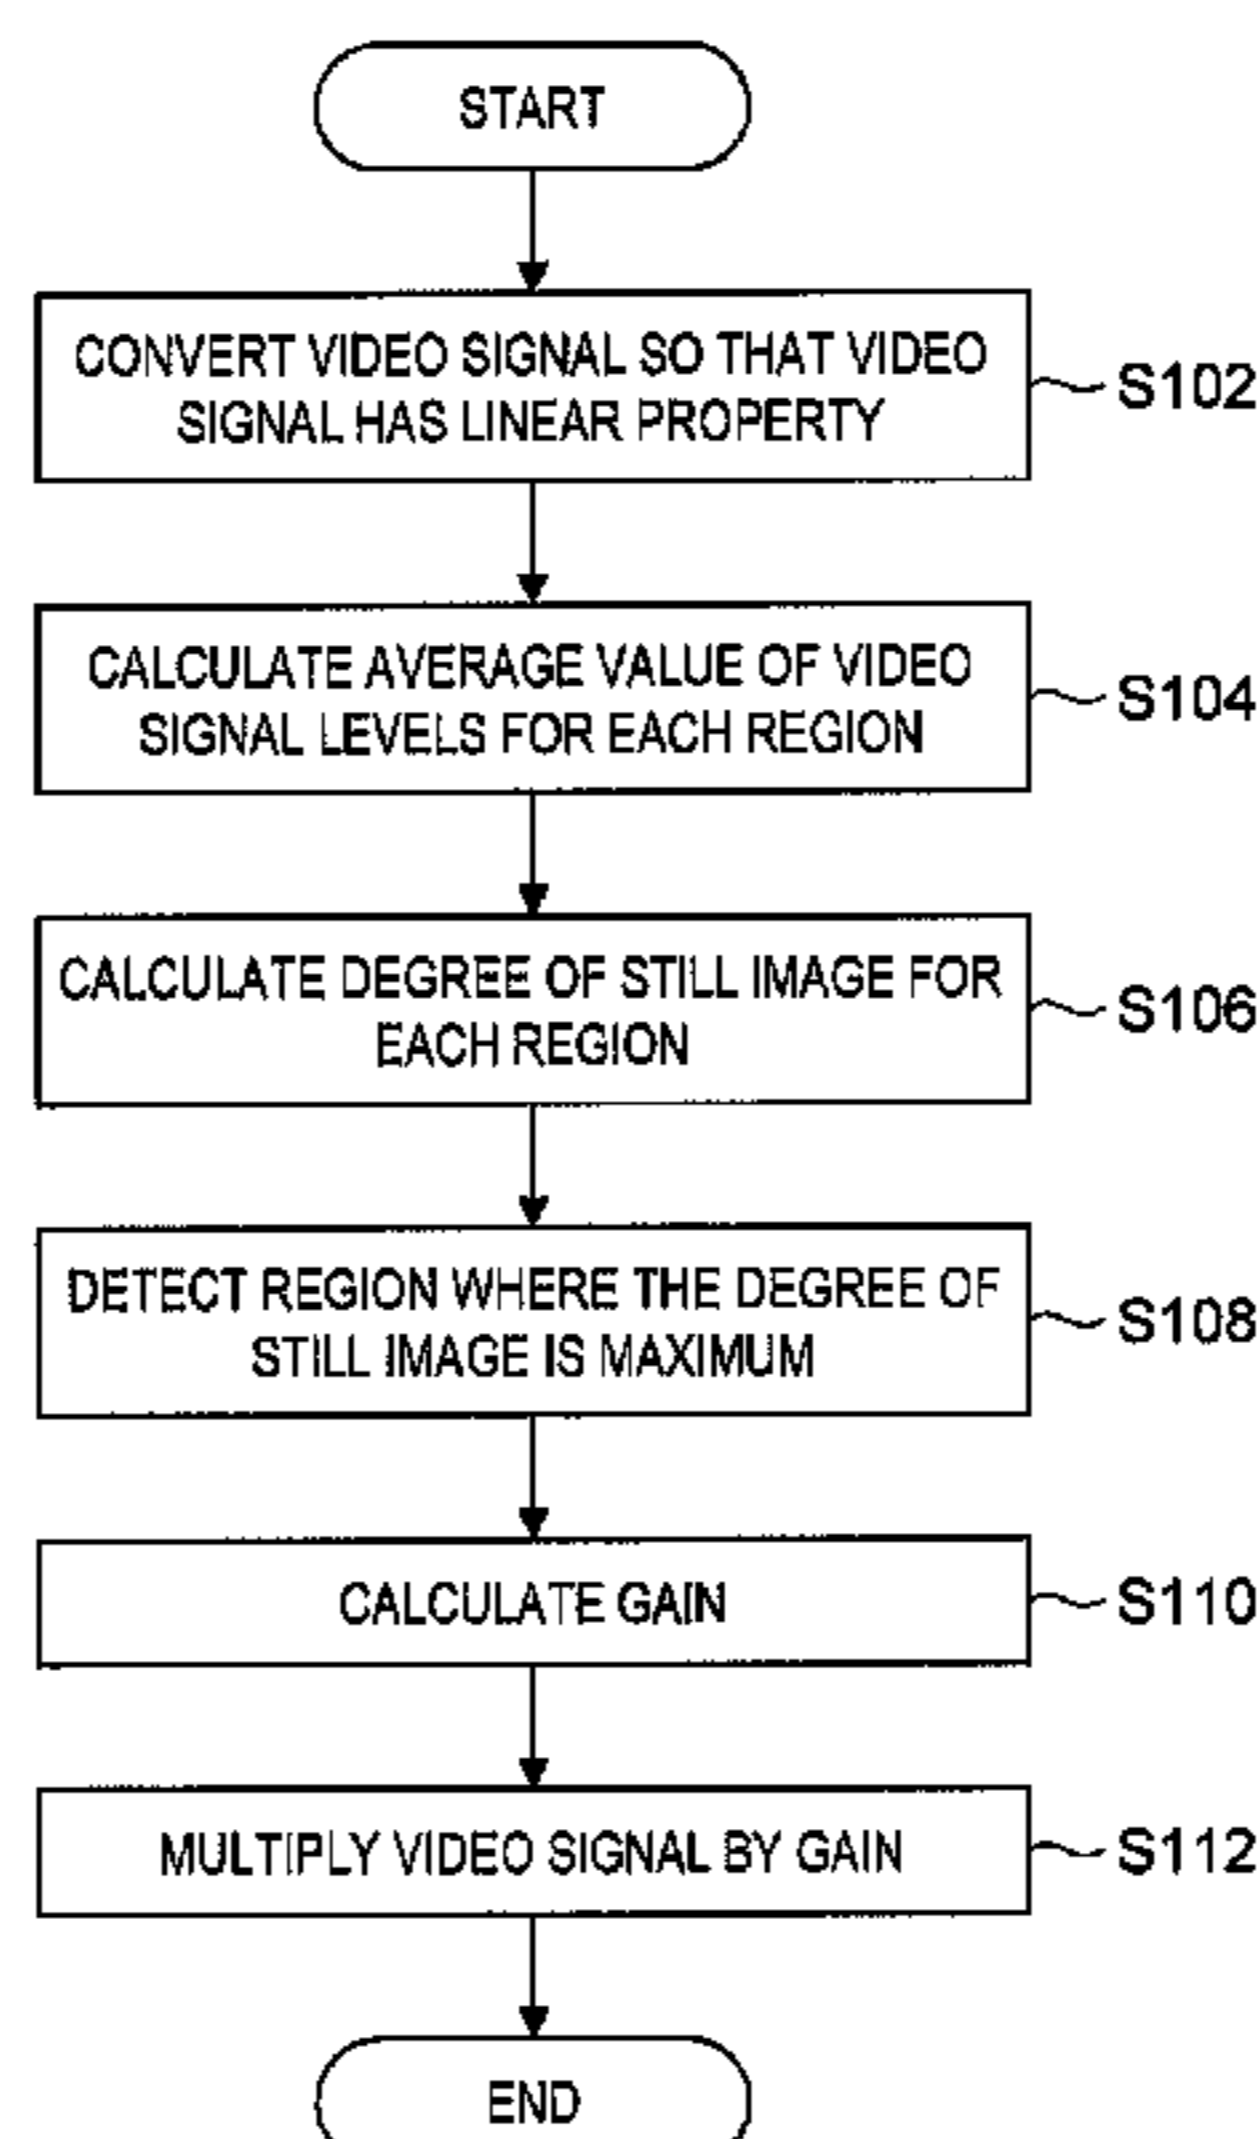 START
CONVERT VIDEO SIGNAL SO THAT VIDEO
SIGNAL HAS LINEAR PROPERTY
S102
CALCULATE AVERAGE VALUE OF VIDEO
SIGNAL LEVELS FOR EACH REGION
S104
CALCULATE DEGREE OF STILL IMAGE FOR
EACH REGION
S106
DETECT REGION WHERE THE DEGREE OF
STILL IMAGE IS MAXIMUM
S108
CALCULATE GAIN
S110
MULTIPLY VIDEO SIGNAL BY GAIN
S112
END